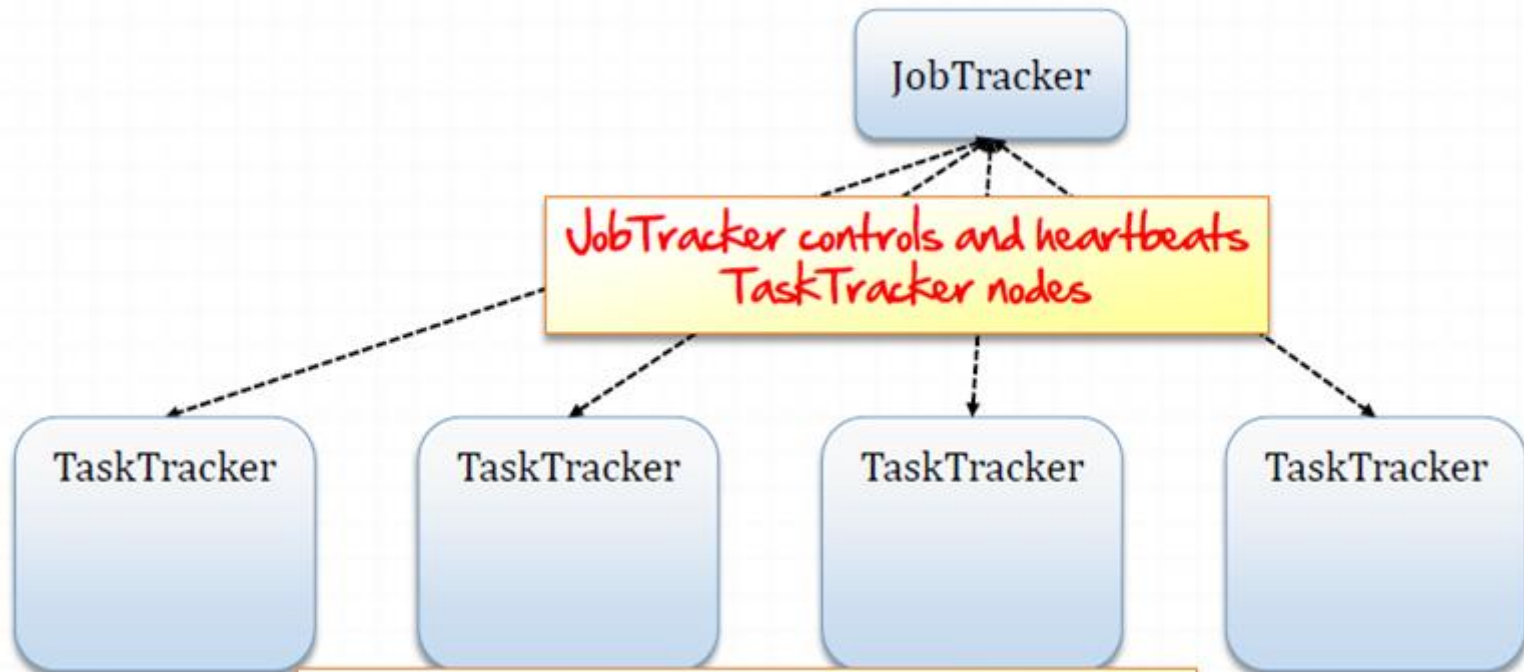 JobTracker
JobTracker controls and heartbeats
TaskTracker nodes
TaskTracker TaskTracker TaskTracker TaskTracker